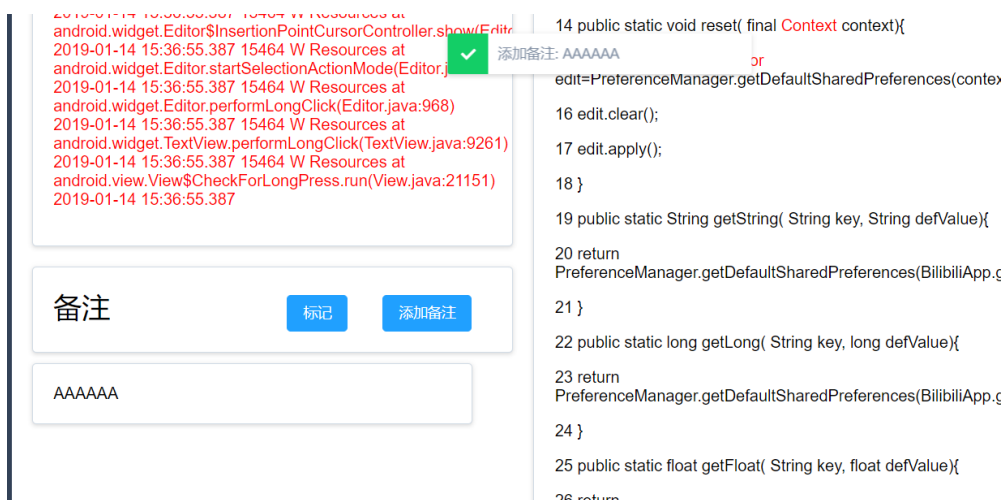 2019-01-14 15:36:55.387 15464 W Resources at
android.widget.Editor$InsertionPointCursorController.show(Edito
2019-01-14 15:36:55.387 15464 W Resources at
android.widget.Editor.startSelectionActionMode(Editor.j
2019-01-14 15:36:55.387 15464 W Resources at
android.widget.Editor.performLongClick(Editor.java:968)
2019-01-14 15:36:55.387 15464 W Resources at
android.widget.TextView.performLongClick(TextView.java:9261)
2019-01-14 15:36:55.387 15464 W Resources at
android.view.View$CheckForLongPress.run(View.java:21151)
2019-01-14 15:36:55.387
添加备注: AAAAAA
备注
标记
添加备注
AAAAAA
14 public static void reset( final Context context){
or
edit=PreferenceManager.getDefaultSharedPreferences(contex
16 edit.clear();
17 edit.apply();
18 }
19 public static String getString( String key, String defValue){
20 return
PreferenceManager.getDefaultSharedPreferences(BilibiliApp.g
21 }
22 public static long getLong( String key, long defValue){
23 return
PreferenceManager.getDefaultSharedPreferences(BilibiliApp.g
24 }
25 public static float getFloat( String key, float defValue){
26 return